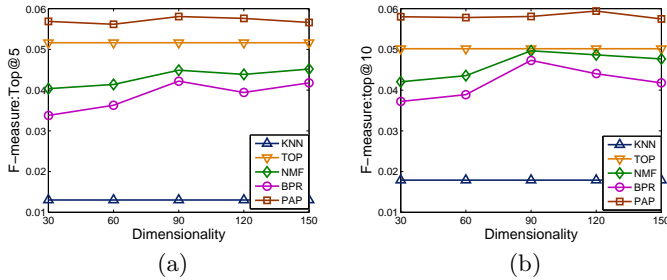 F−measure:Top@5
0.06
0.05
0.04
0.03
0.02
0.01
30
60
90
120
150
Dimensionality
KNN
TOP
NMF
BPR
PAP
(a)
F−measure:top@10
0.06
0.05
0.04
0.03
0.02
0.01
30
60
90
120
150
Dimensionality
KNN
TOP
NMF
BPR
PAP
(b)